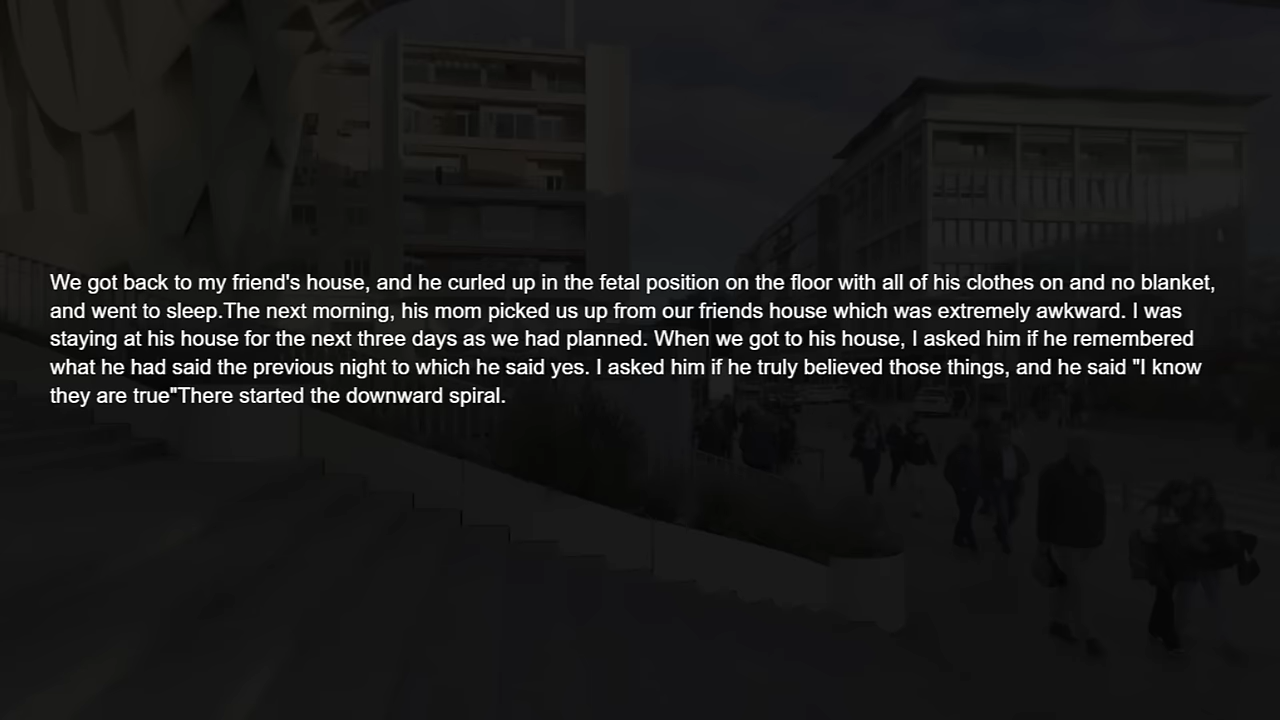 We got back to my friend's house, and he curled up in the fetal position on the floor with all of his clothes on and no blanket,
and went to sleep.The next morning, his mom picked us up from our friends house which was extremely awkward. I was
staying at his house for the next three days as we had planned. When we got to his house, I asked him if he remembered
what he had said the previous night to which he said yes. I asked him if he truly believed those things, and he said "I know
they are true"There started the downward spiral.